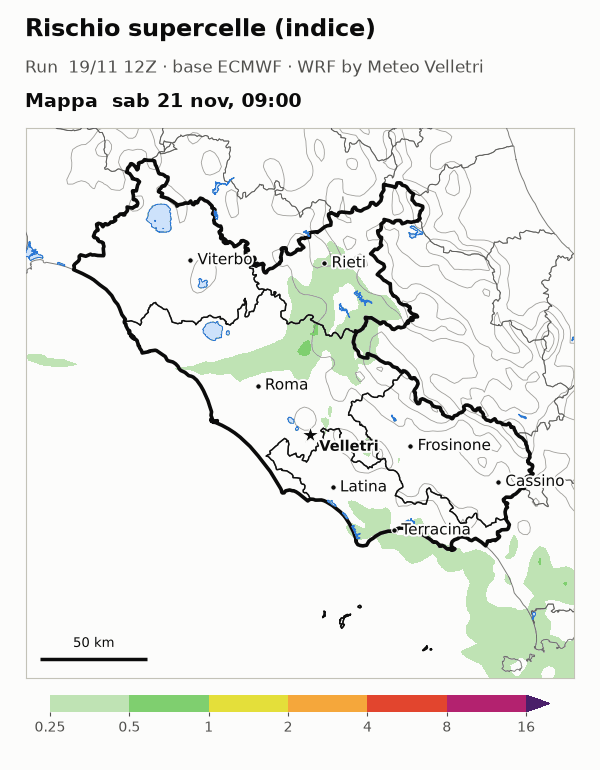 Rischio supercelle (indice)
Run  19/11 12Z · base ECMWF · WRF by Meteo Velletri
Mappa  sab 21 nov, 09:00
Viterbo
Rieti
Roma
Velletri
Frosinone
Cassino
Latina
Terracina
50 km
0.25 0.5 1 2 4 8 16